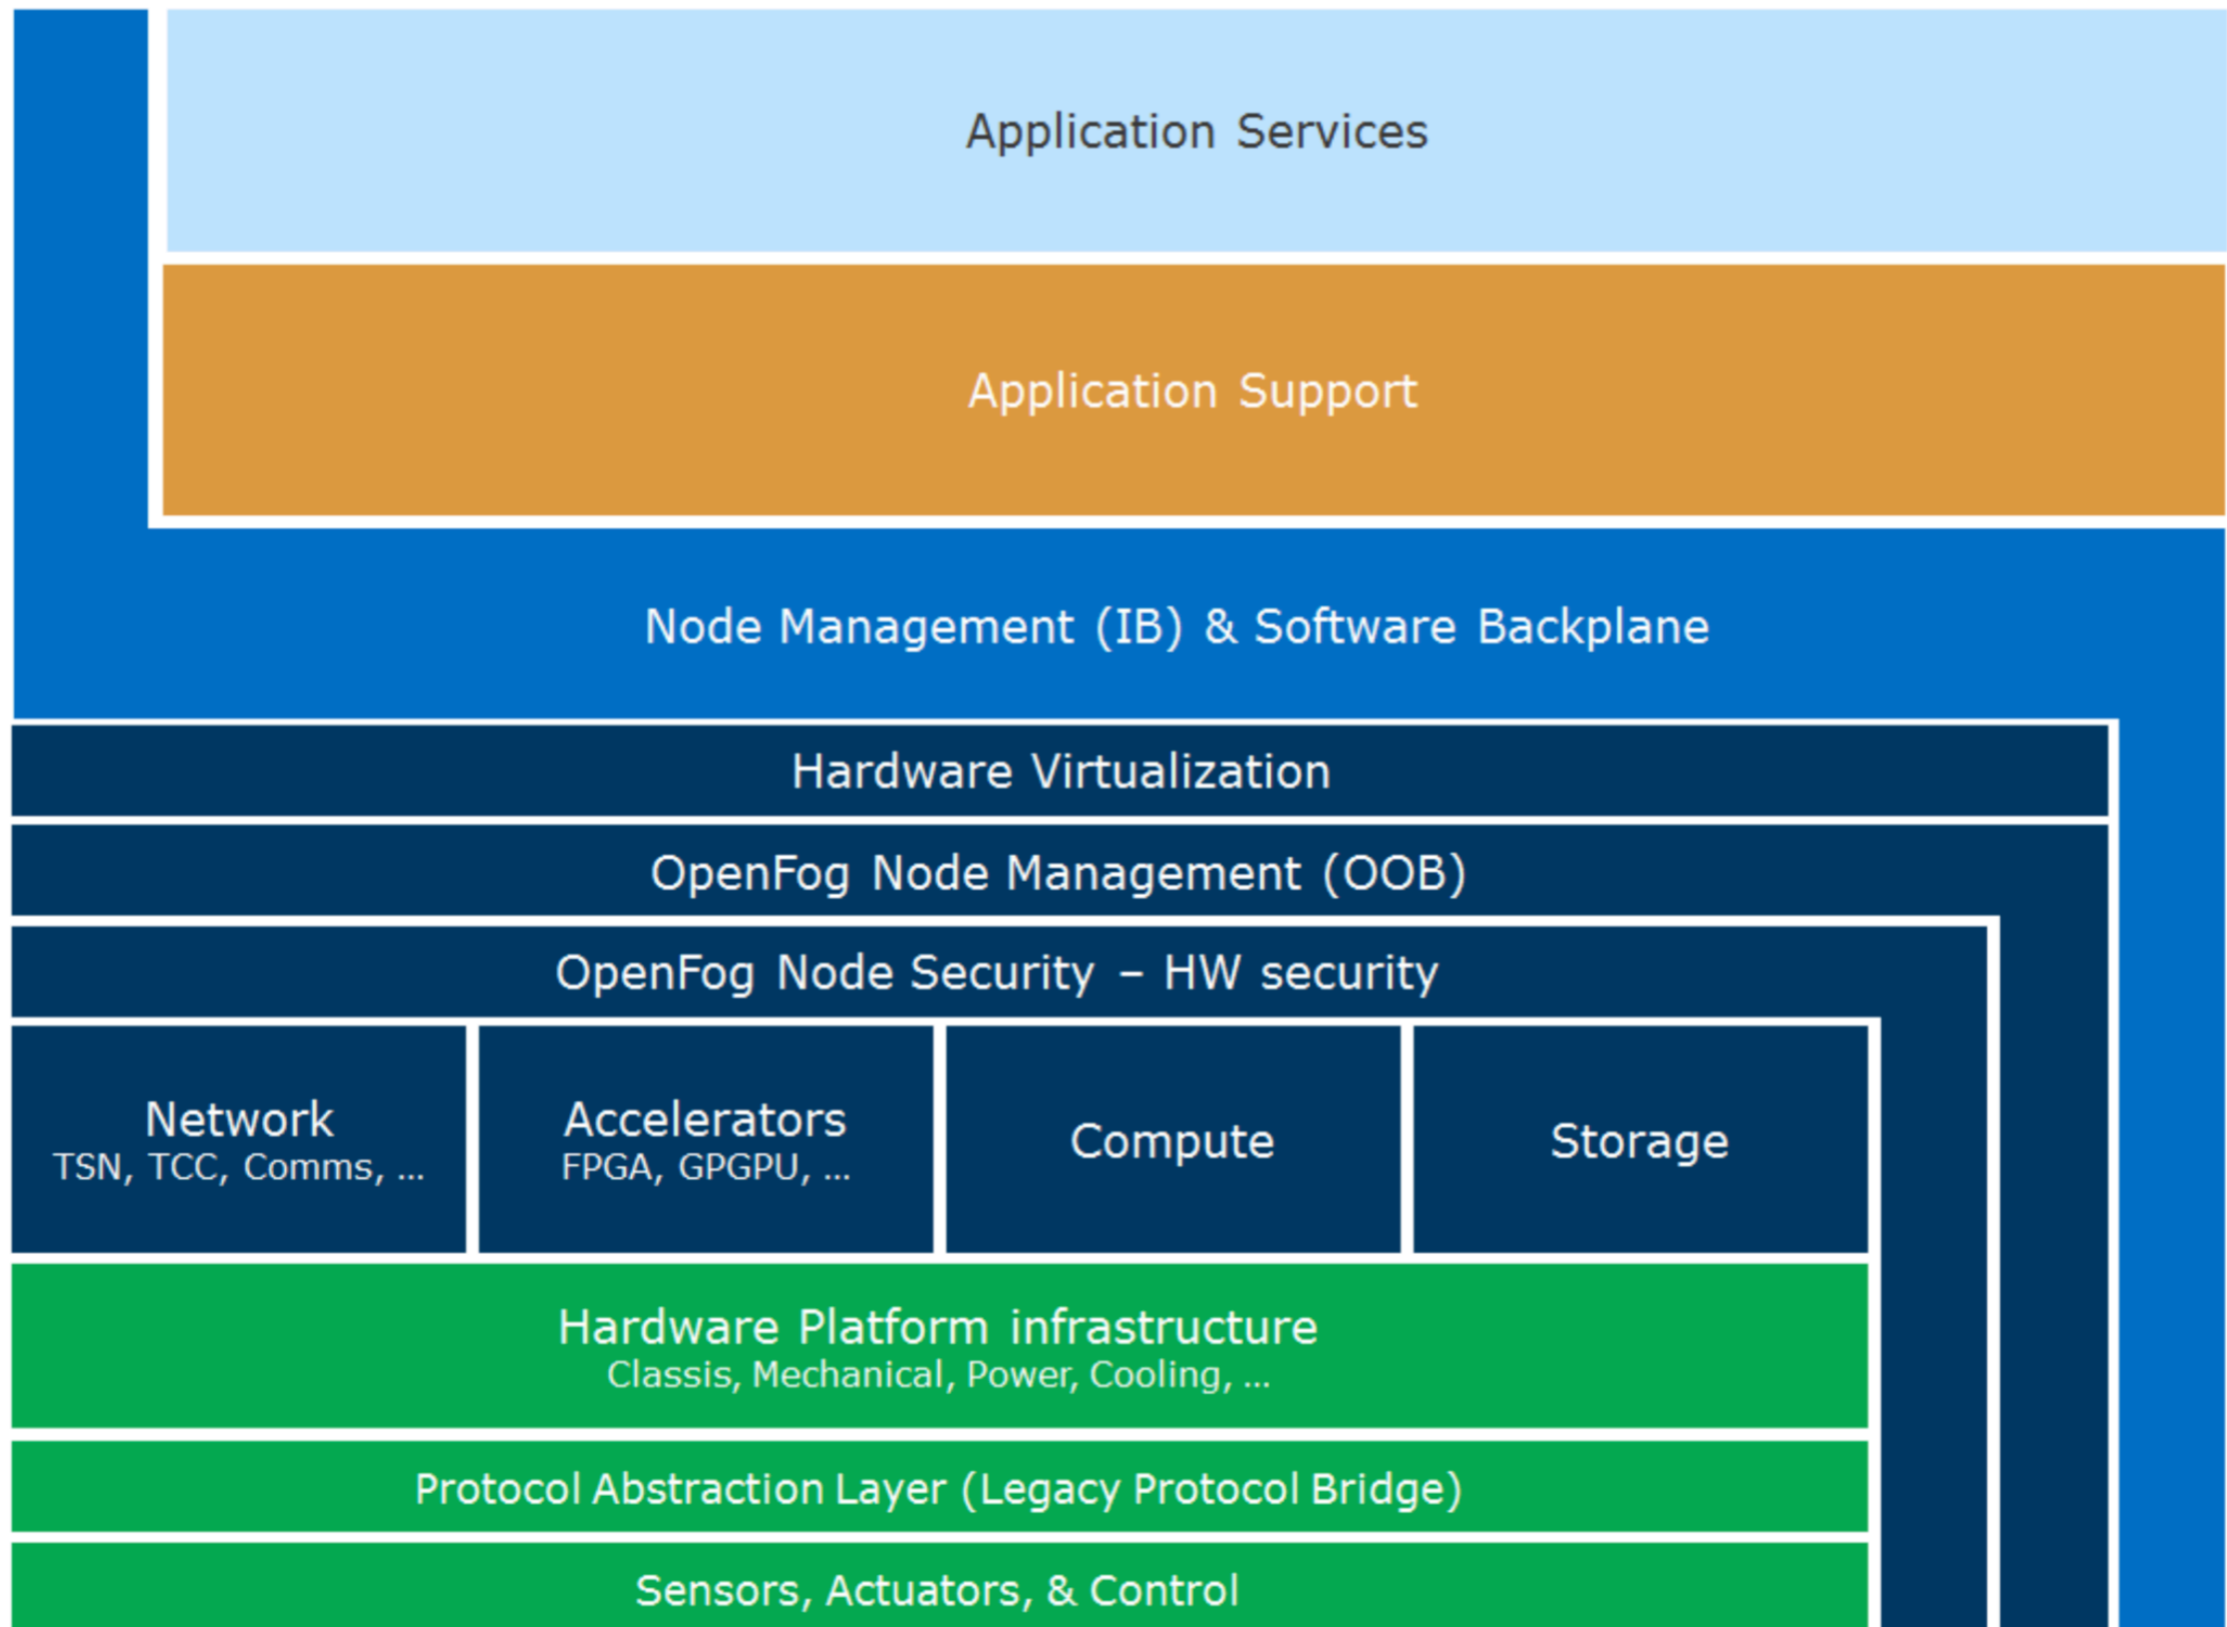 Application Services
Application Support
Node Management (IB) & Software Backplane
Hardware Virtualization
OpenFog Node Management (OOB)
OpenFog Node Security – HW security
Network
TSN, TCC, Comms, ...
Accelerators
FPGA, GPGPU, ...
Compute
Storage
Hardware Platform infrastructure
Classis, Mechanical, Power, Cooling, ...
Protocol Abstraction Layer (Legacy Protocol Bridge)
Sensors, Actuators, & Control